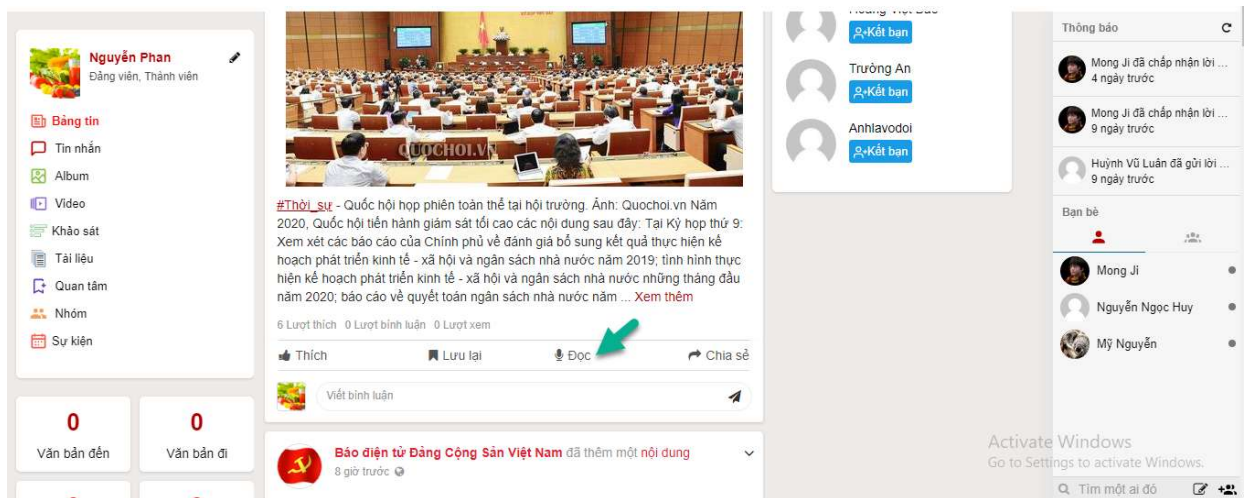 Nguyễn Phan
Đảng viên, Thành viên
Bảng tin
Tin nhắn
Album
Video
Khảo sát
Tài liệu
Quan tâm
Nhóm
Sự kiện
0
Văn bản đến
0
Văn bản đi
QUOCHOI.VN
#Thời_sự - Quốc hội họp phiên toàn thể tại hội trường. Ảnh: Quochoi.vn Năm
2020, Quốc hội tiến hành giám sát tối cao các nội dung sau đây: Tại Kỳ họp thứ 9:
Xem xét các báo cáo của Chính phủ về đánh giá bổ sung kết quả thực hiện kế
hoạch phát triển kinh tế - xã hội và ngân sách nhà nước năm 2019; tình hình thực
hiện kế hoạch phát triển kinh tế - xã hội và ngân sách nhà nước những tháng đầu
năm 2020; báo cáo về quyết toán ngân sách nhà nước năm ... Xem thêm
6 Lượt thích 0 Lượt bình luận 0 Lượt xem
Thích Lưu lại Đọc Chia sẻ
Viết bình luận
Báo điện tử Đảng Cộng Sản Việt Nam đã thêm một nội dung
8 giờ trước
Kết bạn
Trường An
Kết bạn
Anhlavodoi
Kết bạn
Thông báo
Mong Ji đã chấp nhận lời ...
4 ngày trước
Mong Ji đã chấp nhận lời ...
9 ngày trước
Huỳnh Vũ Luân đã gửi lời ...
9 ngày trước
Bạn bè
Mong Ji
Nguyễn Ngọc Huy
Mỹ Nguyễn
Activate Windows
Go to Settings to activate Windows.
Tìm một ai đó